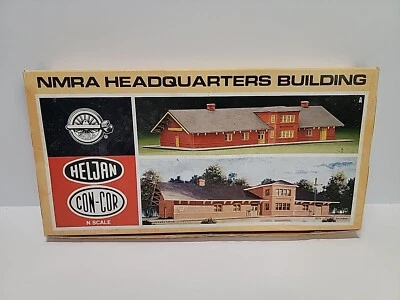 NMRA HEADQUARTERS BUILDING
HELJAN
CON-COR
N SCALE